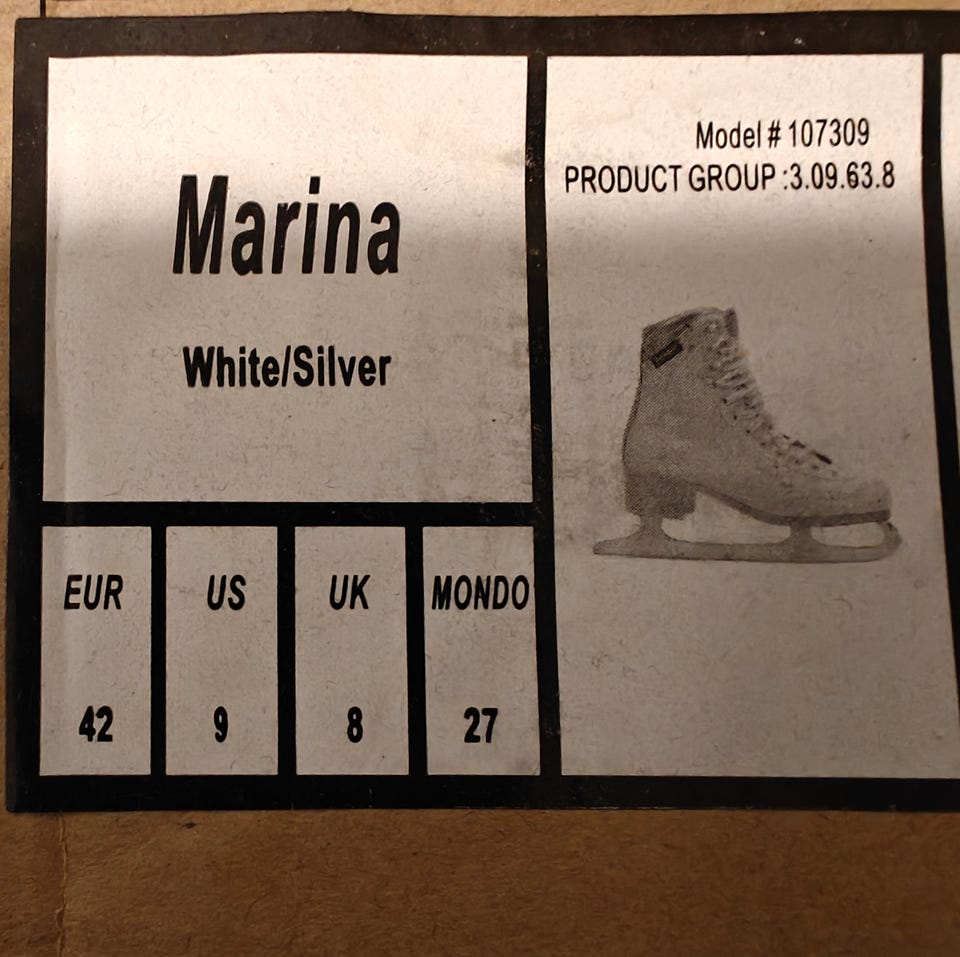 Marina
White/Silver
EUR US UK MONDO
42 9 8 27
Model # 107309
PRODUCT GROUP :3.09.63.8